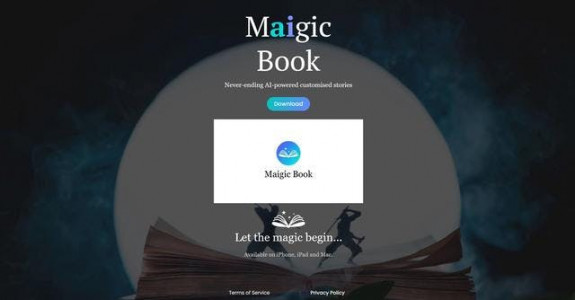 Maigic
Book
Never-ending AI-powered customised stories
Download
Maigic Book
Let the magic begin...
Available on iPhone, iPad and Mac.
Terms of Service
Privacy Policy